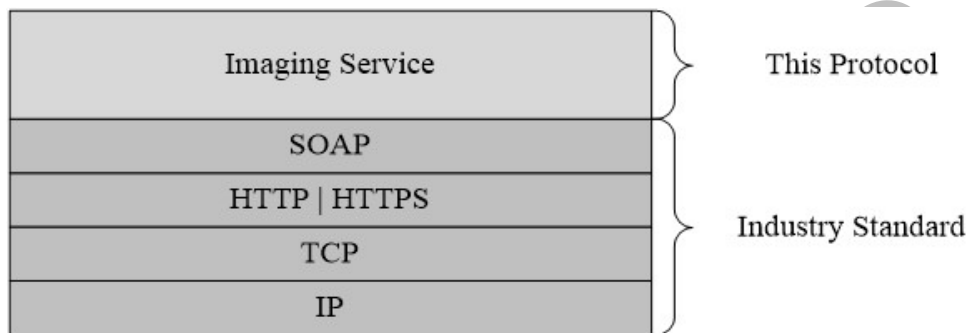 Imaging Service
This Protocol
SOAP
HTTP | HTTPS
Industry Standard
TCP
IP